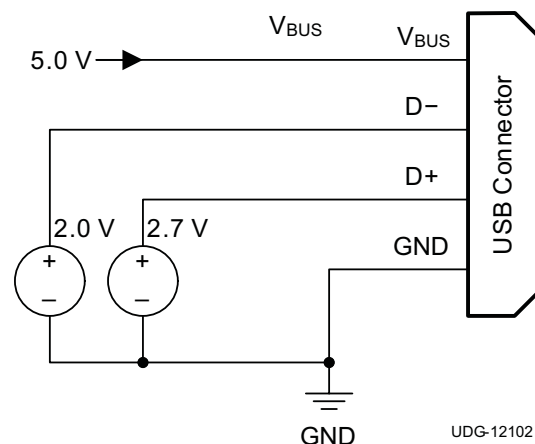 VBUS
VBUS
5.0 V
D−
D+
2.0 V
2.7 V
+
−
+
−
GND
USB Connector
GND
UDG-12102